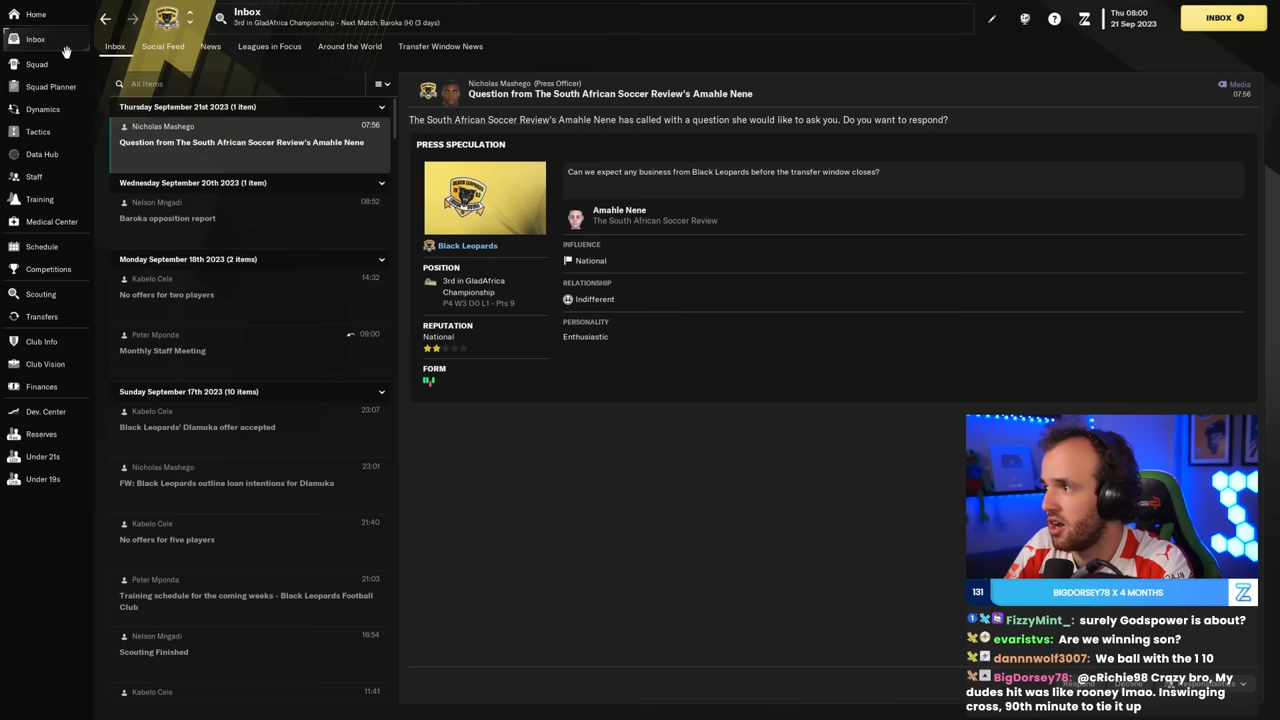 Home
Inbox
Squad
Squad Planner
Dynamics
Tactics
Data Hub
Staff
Training
Medical Center
Schedule
Competitions
Scouting
Transfers
Club Info
Club Vision
Finances
Dev. Center
Reserves
Under 21s
Under 19s
Inbox
3rd in GladAfrica Championship - Next Match: Baroka (H) (3 days)
Thu 08:00
21 Sep 2023
INBOX
Inbox
Social Feed
News
Leagues in Focus
Around the World
Transfer Window News
All Items
Thursday September 21st 2023 (1 item)
Nicholas Mashego 07:56
Question from The South African Soccer Review's Amahle Nene
Wednesday September 20th 2023 (1 item)
Nelson Mngadi 08:52
Baroka opposition report
Monday September 18th 2023 (2 items)
Kabelo Cele 14:32
No offers for two players
Peter Mponda 09:00
Monthly Staff Meeting
Sunday September 17th 2023 (10 items)
Kabelo Cele 23:07
Black Leopards' Dlamuka offer accepted
Nicholas Mashego 23:01
FW: Black Leopards outline loan intentions for Dlamuka
Kabelo Cele 21:40
No offers for five players
Peter Mponda 21:03
Training schedule for the coming weeks - Black Leopards Football
Club
Nelson Mngadi 16:54
Scouting Finished
Kabelo Cele 11:41
Nicholas Mashego (Press Officer)
Question from The South African Soccer Review's Amahle Nene
Media
07:56
The South African Soccer Review's Amahle Nene has called with a question she would like to ask you. Do you want to respond?
PRESS SPECULATION
BLACK LEOPARDS
Black Leopards
POSITION
3rd in GladAfrica
Championship
P4 W3 D0 L1 - Pts 9
REPUTATION
National
FORM
Can we expect any business from Black Leopards before the transfer window closes?
Amahle Nene
The South African Soccer Review
INFLUENCE
National
RELATIONSHIP
Indifferent
PERSONALITY
Enthusiastic
131 BIGDORSEY78 X 4 MONTHS
FizzyMint_: surely Godspower is about?
evaristvs: Are we winning son?
dannnwolf3007: We ball with the 1 10
BigDorsey78: @cRichie98 Crazy bro, My
dudes hit was like rooney lmao. Inswinging
cross, 90th minute to tie it up